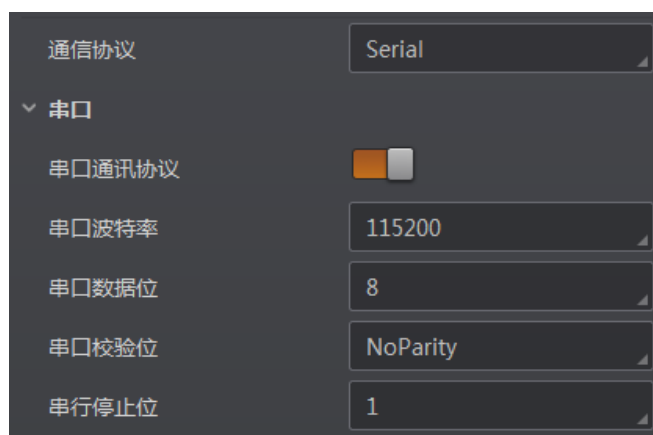 通信协议 Serial
串口
串口通讯协议
串口波特率 115200
串口数据位 8
串口校验位 NoParity
串行停止位 1